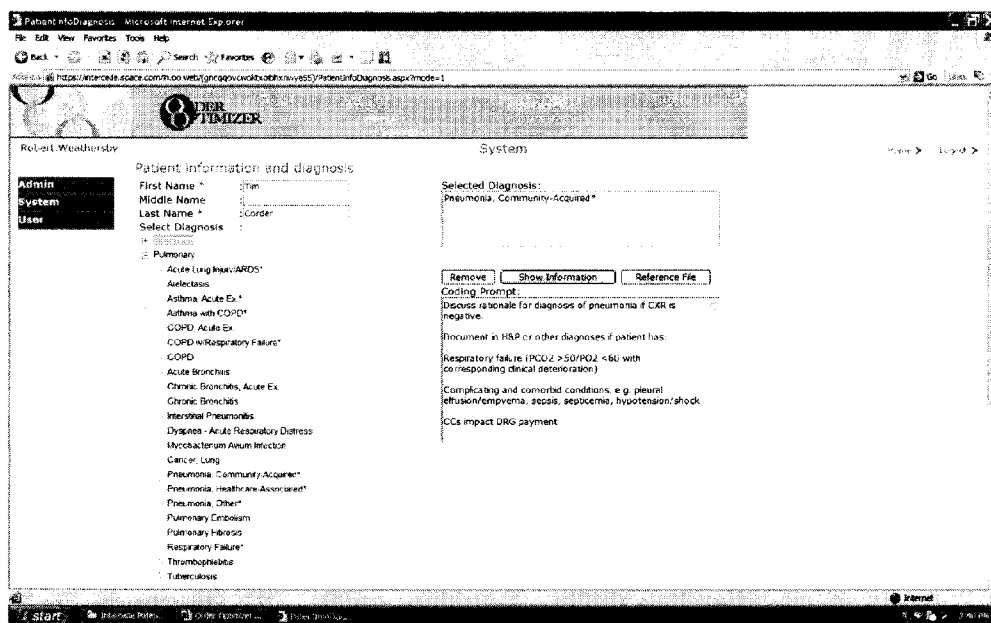 PatientInfoDiagnosis - Microsoft Internet Explorer
File Edit View Favorites Tools Help
Back Search Favorites
Go Links
ORDER
OPTIMIZER
Robert.Weathersby
System
Home > Logout >
Admin
System
User
Patient information and diagnosis
First Name * : Tim
Middle Name :
Last Name * : Corder
Select Diagnosis :
Pulmonary
Acute Lung Injury/ARDS*
Atelectasis
Asthma, Acute Ex.*
Asthma with COPD*
COPD, Acute Ex.
COPD w/Respiratory Failure*
COPD
Acute Bronchitis
Chronic Bronchitis, Acute Ex.
Chronic Bronchitis
Interstitial Pneumonitis
Dyspnea - Acute Respiratory Distress
Mycobacterium Avium Infection
Cancer, Lung
Pneumonia, Community-Acquired*
Pneumonia, Healthcare-Associated*
Pneumonia, Other*
Pulmonary Embolism
Pulmonary Fibrosis
Respiratory Failure*
Thrombophlebitis
Tuberculosis
Selected Diagnosis:
Pneumonia, Community-Acquired*
Remove Show Information Reference File
Coding Prompt:
Discuss rationale for diagnosis of pneumonia if CXR is
negative.
Document in H&P or other diagnoses if patient has:
Respiratory failure (PCO2 >50/PO2 <60 with
corresponding clinical deterioration)
Complicating and comorbid conditions, e.g. pleural
effusion/empyema, sepsis, septicemia, hypotension/shock
CCs impact DRG payment
Internet
start